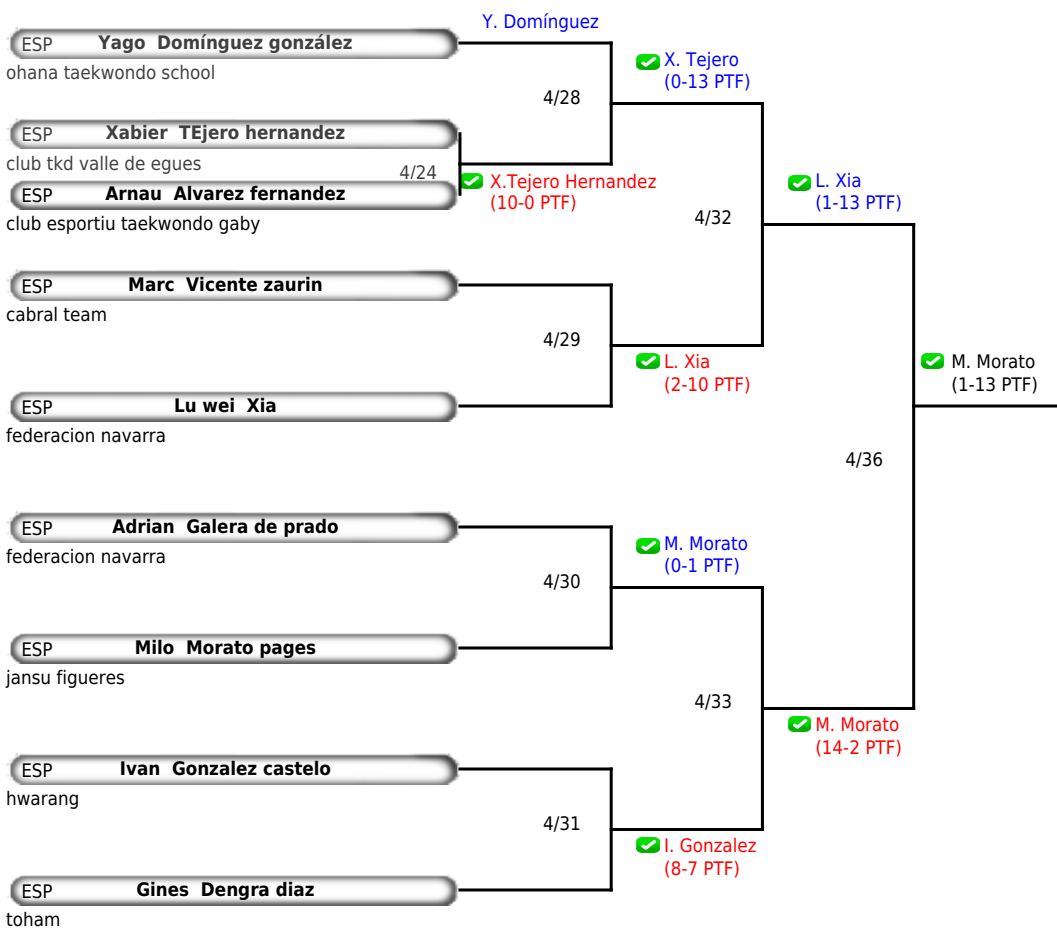 Y. Domínguez
ESP Yago Domínguez gonzález
ohana taekwondo school
X. Tejero
(0-13 PTF)
4/28
ESP Xabier TEjero hernandez
club tkd valle de egues
4/24
X.Tejero Hernandez
(10-0 PTF)
ESP Arnau Alvarez fernandez
club esportiu taekwondo gaby
L. Xia
(1-13 PTF)
4/32
ESP Marc Vicente zaurin
cabral team
4/29
L. Xia
(2-10 PTF)
M. Morato
(1-13 PTF)
ESP Lu wei Xia
federacion navarra
4/36
ESP Adrian Galera de prado
federacion navarra
M. Morato
(0-1 PTF)
4/30
ESP Milo Morato pages
jansu figueres
4/33
M. Morato
(14-2 PTF)
ESP Ivan Gonzalez castelo
hwarang
4/31
I. Gonzalez
(8-7 PTF)
ESP Gines Dengra diaz
toham